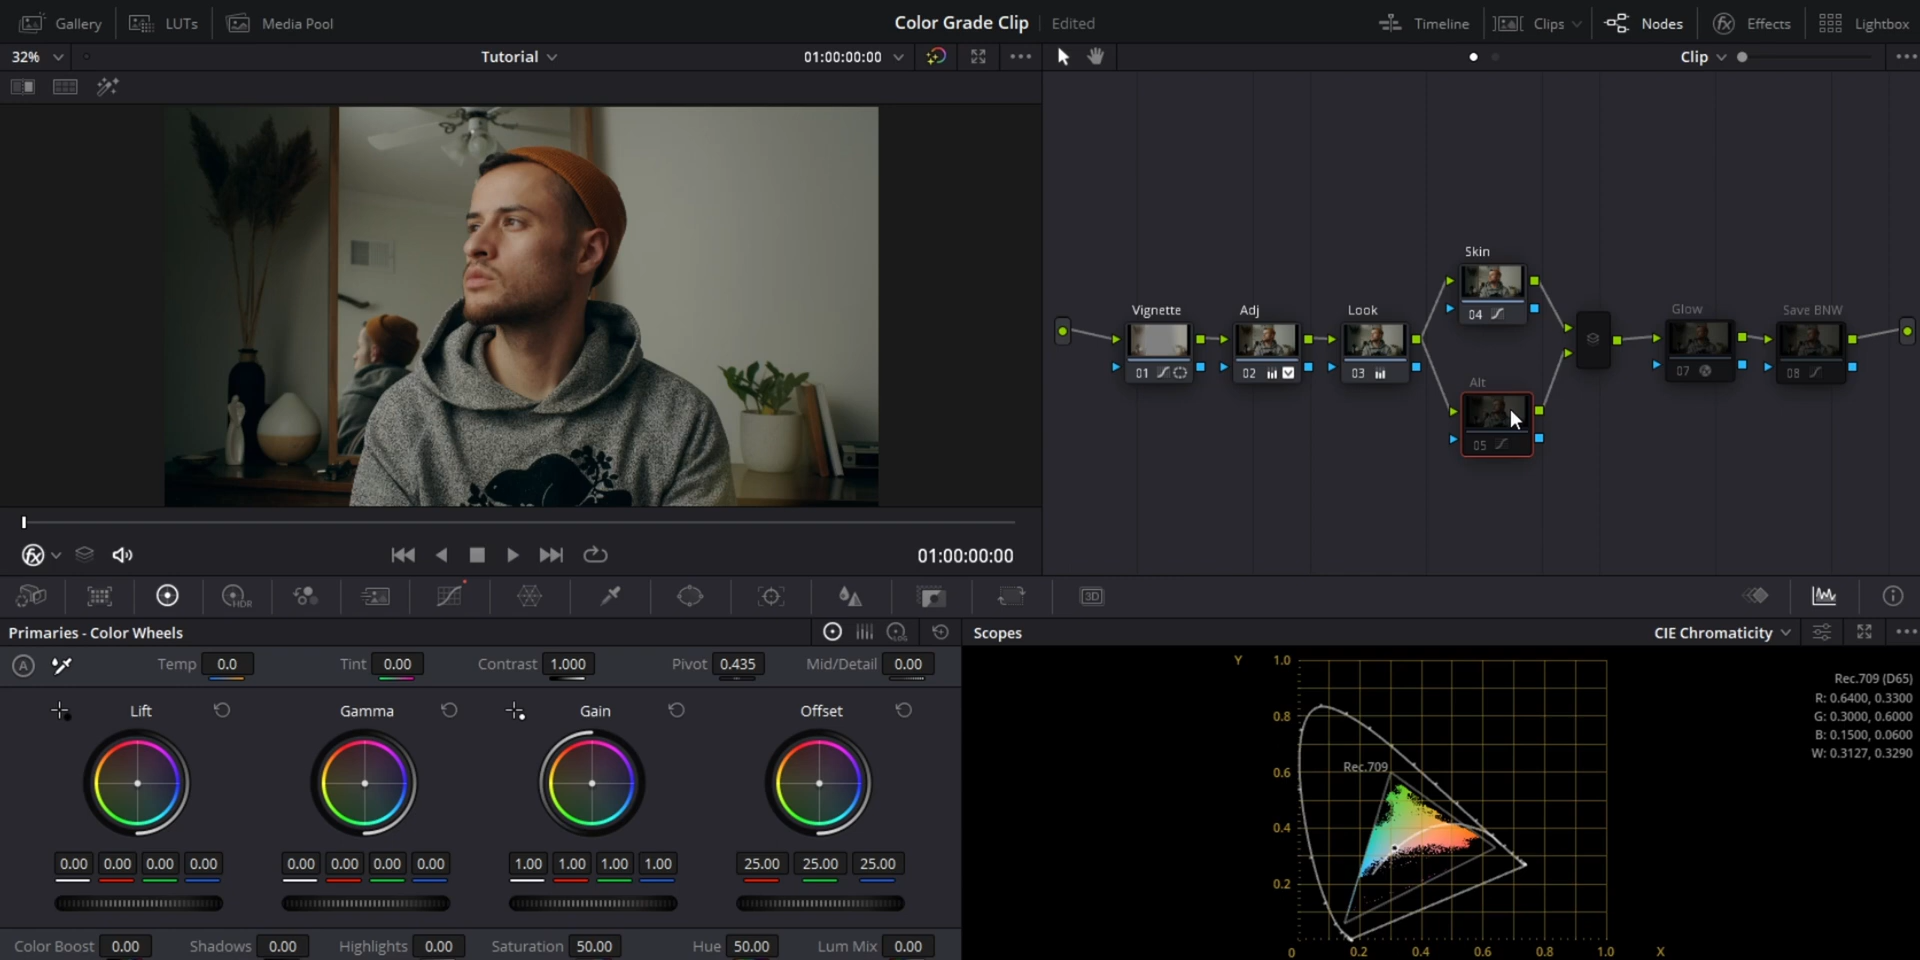 Gallery LUTs Media Pool Color Grade Clip Edited Timeline Clips Nodes Effects Lightbox
32% Tutorial 01:00:00:00 Clip
Skin
04
Vignette Adj Look Glow Save BNW
01 02 03 07 08
Alt
05
01:00:00:00
HDR 3D
Primaries - Color Wheels LOG Scopes CIE Chromaticity
A Temp 0.0 Tint 0.00 Contrast 1.000 Pivot 0.435 Mid/Detail 0.00
Lift Gamma Gain Offset
0.00 0.00 0.00 0.00 0.00 0.00 0.00 0.00 1.00 1.00 1.00 1.00 25.00 25.00 25.00
Color Boost 0.00 Shadows 0.00 Highlights 0.00 Saturation 50.00 Hue 50.00 Lum Mix 0.00
Y 1.0
0.8
0.6
0.4
0.2
0 0.2 0.4 0.6 0.8 1.0 X
Rec.709
Rec.709 (D65)
R: 0.6400, 0.3300
G: 0.3000, 0.6000
B: 0.1500, 0.0600
W: 0.3127, 0.3290